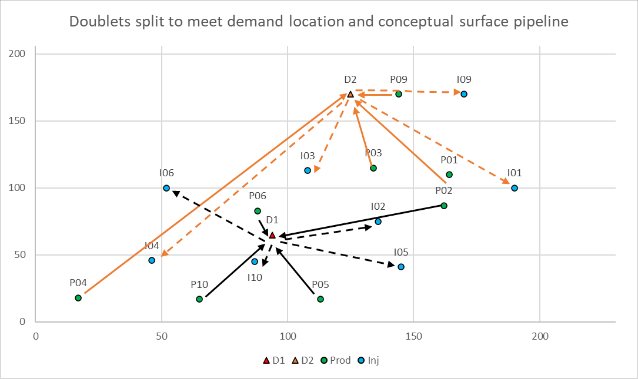 Doublets split to meet demand location and conceptual surface pipeline
200
D2
P09
I09
150
I03
P03
P01
I06
I01
100
P06
P02
D1
I02
I04
I05
50
P04
P10
I10
P05
0
0
50
100
150
200
D1
D2
Prod
Inj